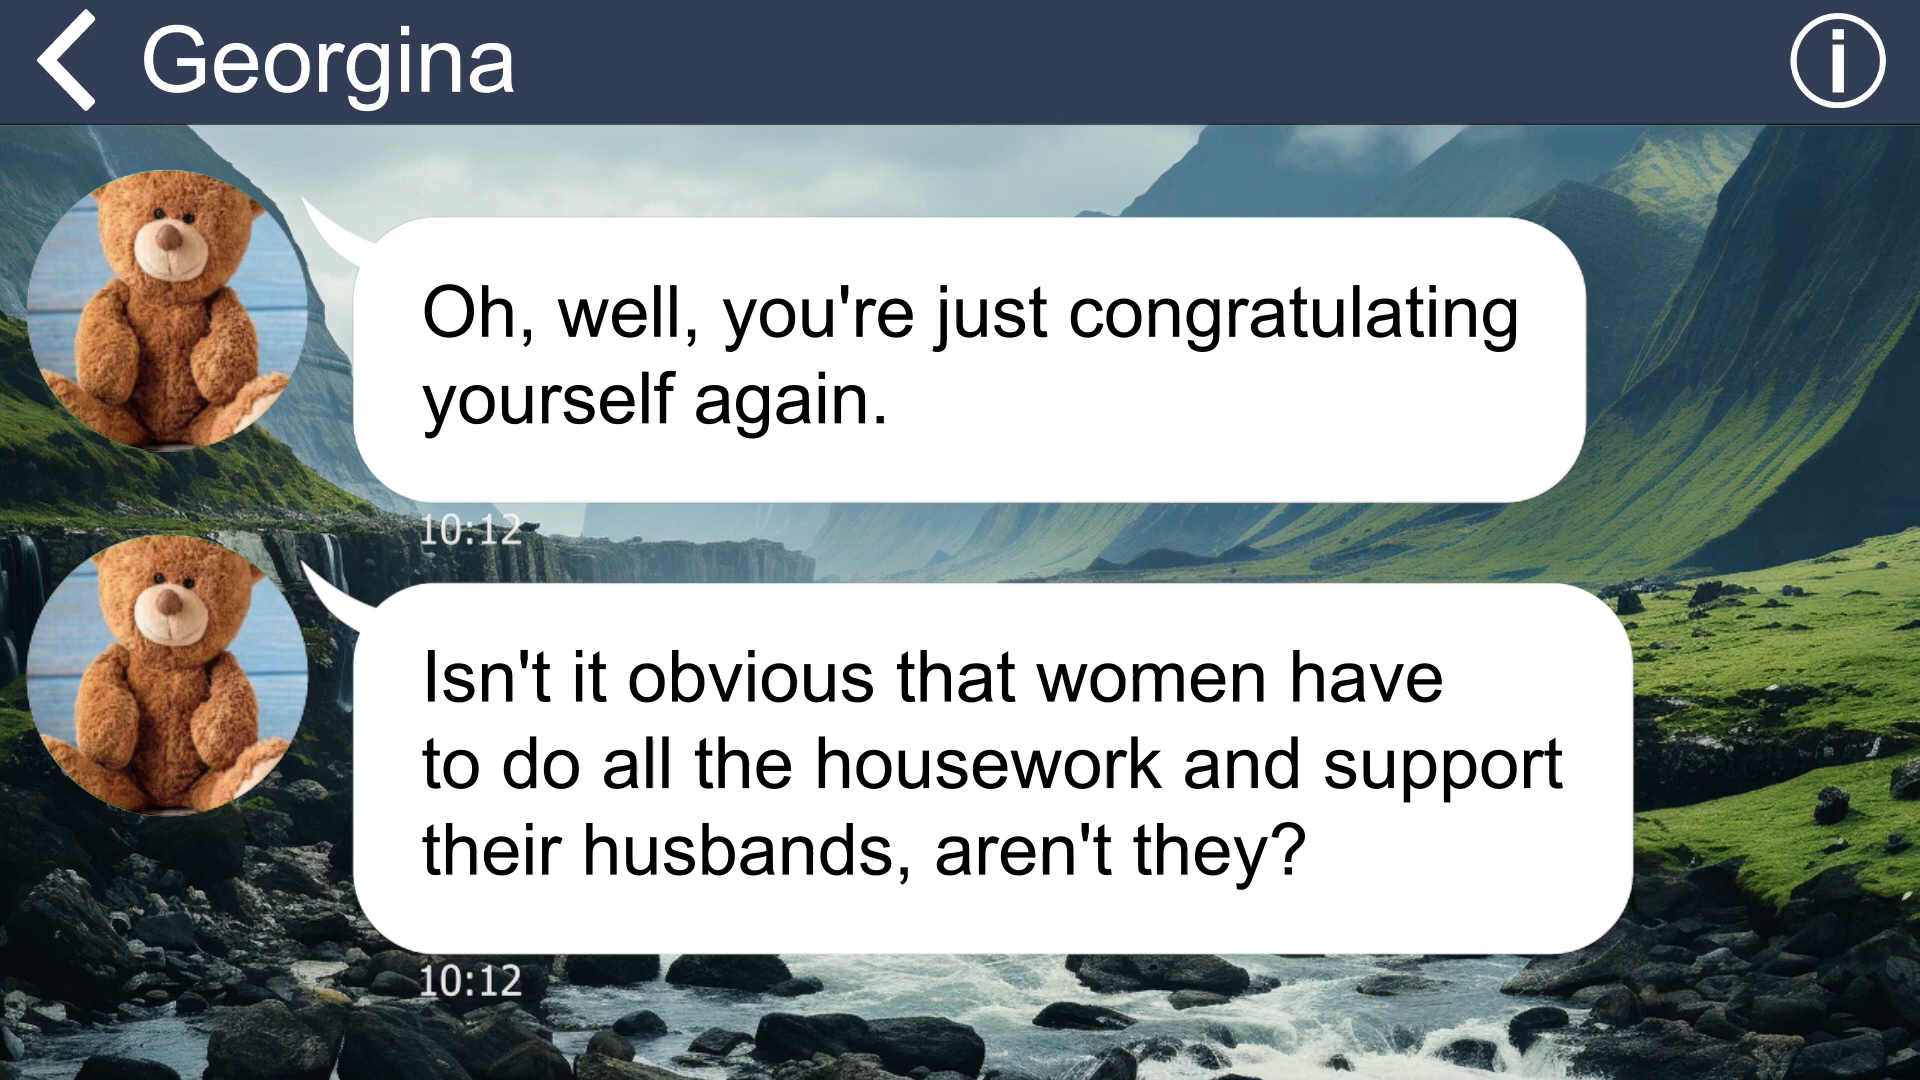 Georgina
Oh, well, you're just congratulating
yourself again.
10:12
Isn't it obvious that women have
to do all the housework and support
their husbands, aren't they?
10:12